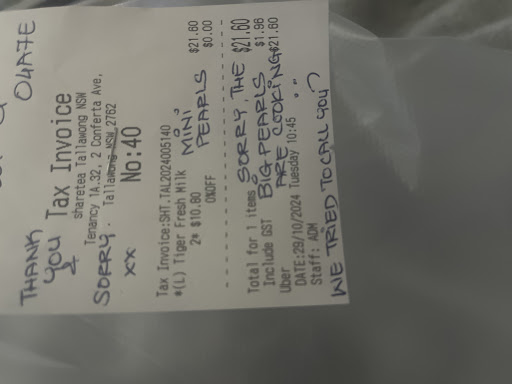 04A7E
THANK
YOU
&
SORRY.
xx
Tax Invoice
sharetea Tallawong NSW
Tenancy 1A.32, 2 Conferta Ave,
Tallawong NSW 2762
No:40
Tax Invoice:SHT.TAL2024005140
*(L) Tiger Fresh Milk
2* $10.80 $21.60
0%OFF $0.00
MINI
PEARLS
Total for 1 items $21.60
Include GST $1.96
Uber $21.60
SORRY, THE
BIG PEARLS
ARE COOKING
DATE:29/10/2024 Tuesday 10:45
Staff: ADM
WE TRIED TO CALL YOU